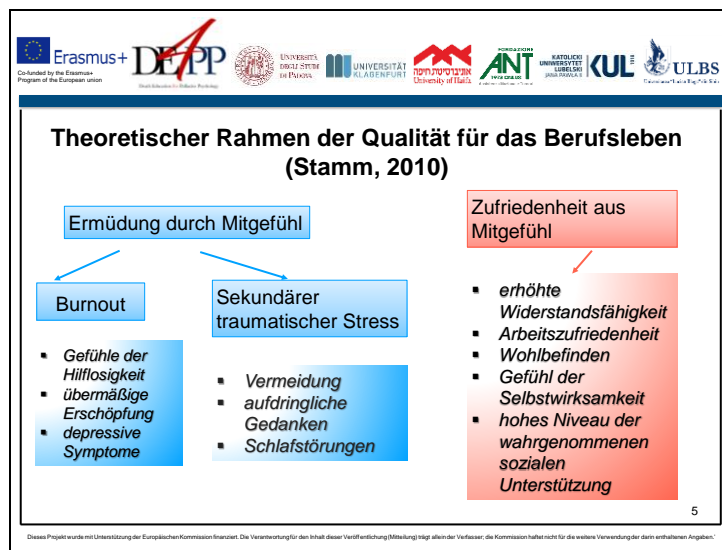 Erasmus+
Co-funded by the Erasmus+
Program of the European union
DE4PP
UNIVERSITÀ
DEGLI STUDI
DI PADOVA
UNIVERSITÄT
KLAGENFURT
אוניברסיטת חיפה
University of Haifa
FONDAZIONE
ANT
KATOLICKI
UNIWERSYTET
LUBELSKI
JANA PAWŁA II
KUL
ULBS
Theoretischer Rahmen der Qualität für das Berufsleben
(Stamm, 2010)
Ermüdung durch Mitgefühl
Burnout
▪ Gefühle der
Hilflosigkeit
▪ übermäßige
Erschöpfung
▪ depressive
Symptome
Sekundärer
traumatischer Stress
▪ Vermeidung
▪ aufdringliche
Gedanken
▪ Schlafstörungen
Zufriedenheit aus
Mitgefühl
▪ erhöhte
Widerstandsfähigkeit
▪ Arbeitszufriedenheit
▪ Wohlbefinden
▪ Gefühl der
Selbstwirksamkeit
▪ hohes Niveau der
wahrgenommenen
sozialen
Unterstützung
5
Dieses Projekt wurde mit Unterstützung der Europäischen Kommission finanziert. Die Verantwortung für den Inhalt dieser Veröffentlichung (Mitteilung) trägt allein der Verfasser; die Kommission haftet nicht für die weitere Verwendung der darin enthaltenen Angaben.'